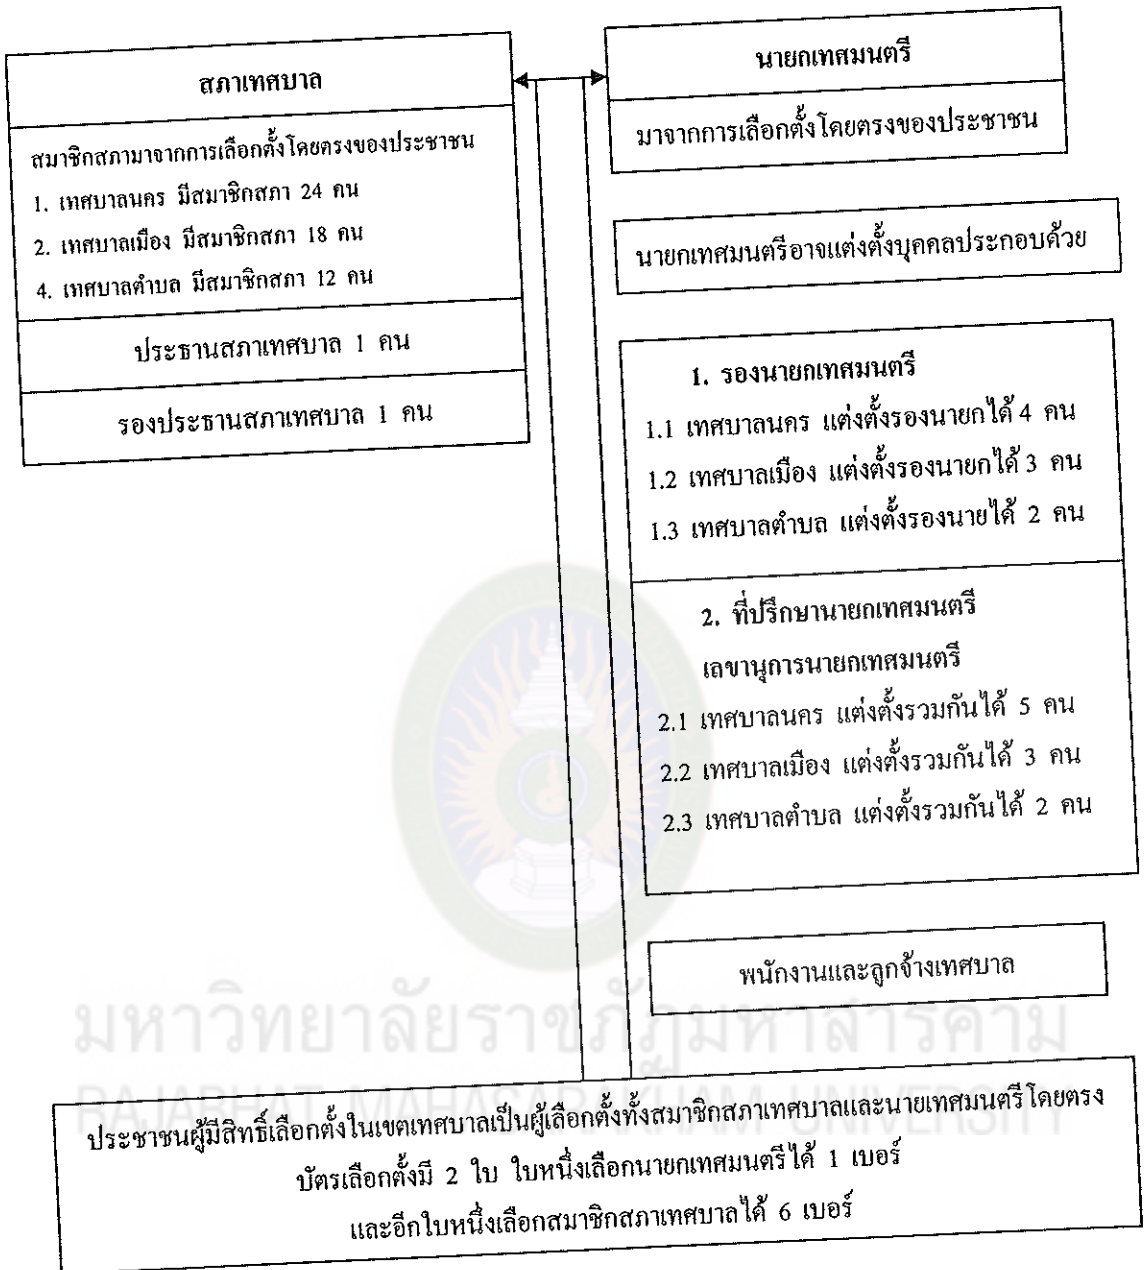 สภาเทศบาล
สมาชิกสภามาจากการเลือกตั้งโดยตรงของประชาชน
1. เทศบาลนคร มีสมาชิกสภา 24 คน
2. เทศบาลเมือง มีสมาชิกสภา 18 คน
4. เทศบาลตำบล มีสมาชิกสภา 12 คน
ประธานสภาเทศบาล 1 คน
รองประธานสภาเทศบาล 1 คน
นายกเทศมนตรี
มาจากการเลือกตั้งโดยตรงของประชาชน
นายกเทศมนตรีอาจแต่งตั้งบุคคลประกอบด้วย
1. รองนายกเทศมนตรี
1.1 เทศบาลนคร แต่งตั้งรองนายกได้ 4 คน
1.2 เทศบาลเมือง แต่งตั้งรองนายกได้ 3 คน
1.3 เทศบาลตำบล แต่งตั้งรองนายได้ 2 คน
2. ที่ปรึกษานายกเทศมนตรี
เลขานุการนายกเทศมนตรี
2.1 เทศบาลนคร แต่งตั้งรวมกันได้ 5 คน
2.2 เทศบาลเมือง แต่งตั้งรวมกันได้ 3 คน
2.3 เทศบาลตำบล แต่งตั้งรวมกันได้ 2 คน
พนักงานและลูกจ้างเทศบาล
มหาวิทยาลัยราชภัฏมหาสารคาม
RAJABHAT MAHASARAKHAM UNIVERSITY
ประชาชนผู้มีสิทธิ์เลือกตั้งในเขตเทศบาลเป็นผู้เลือกตั้งทั้งสมาชิกสภาเทศบาลและนายเทศมนตรีโดยตรง
บัตรเลือกตั้งมี 2 ใบ ใบหนึ่งเลือกนายกเทศมนตรีได้ 1 เบอร์
และอีกใบหนึ่งเลือกสมาชิกสภาเทศบาลได้ 6 เบอร์